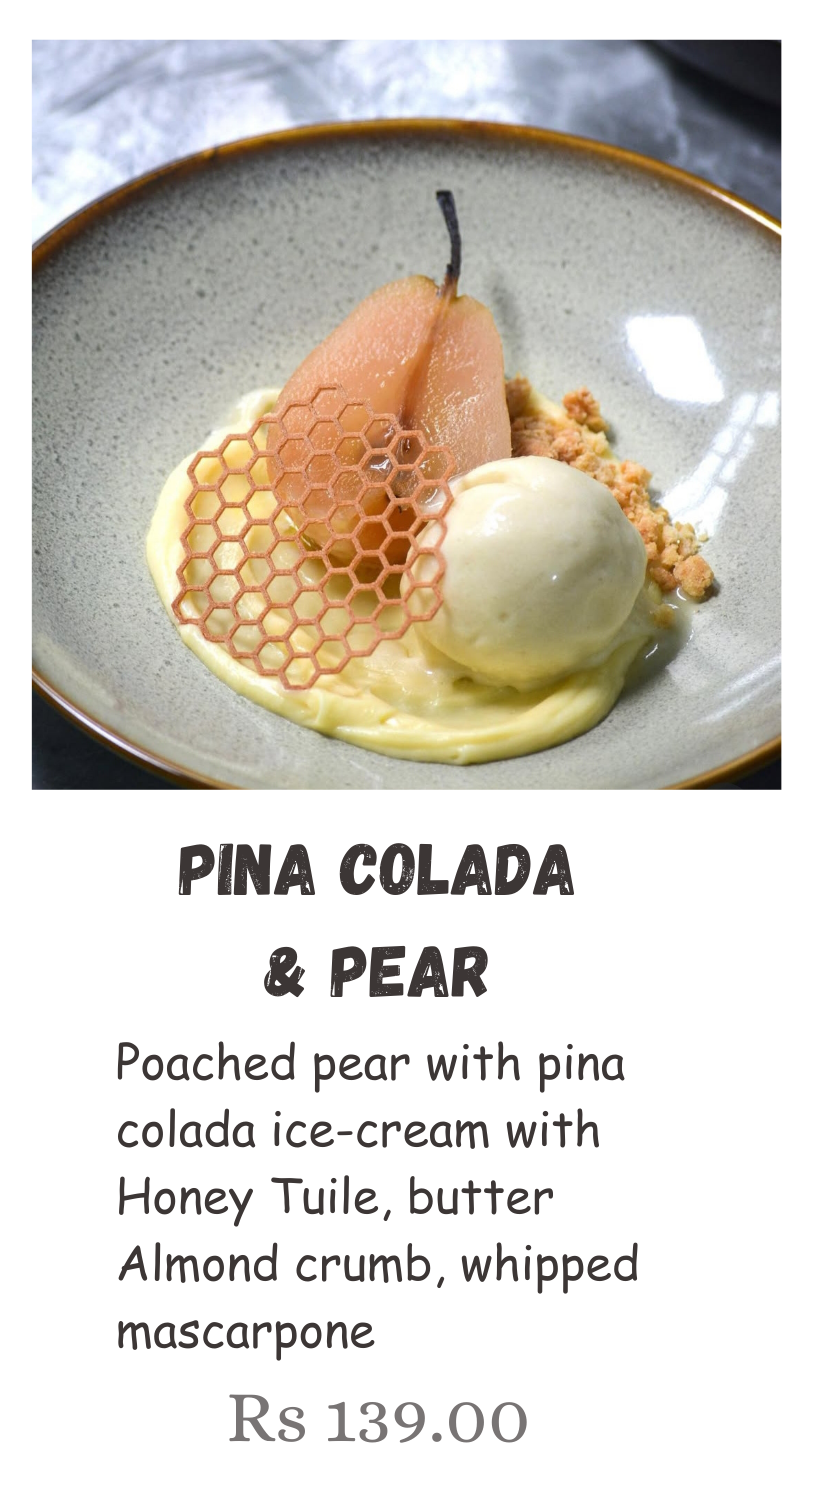 PINA COLADA
& PEAR
Poached pear with pina
colada ice-cream with
Honey Tuile, butter
Almond crumb, whipped
mascarpone
Rs 139.00